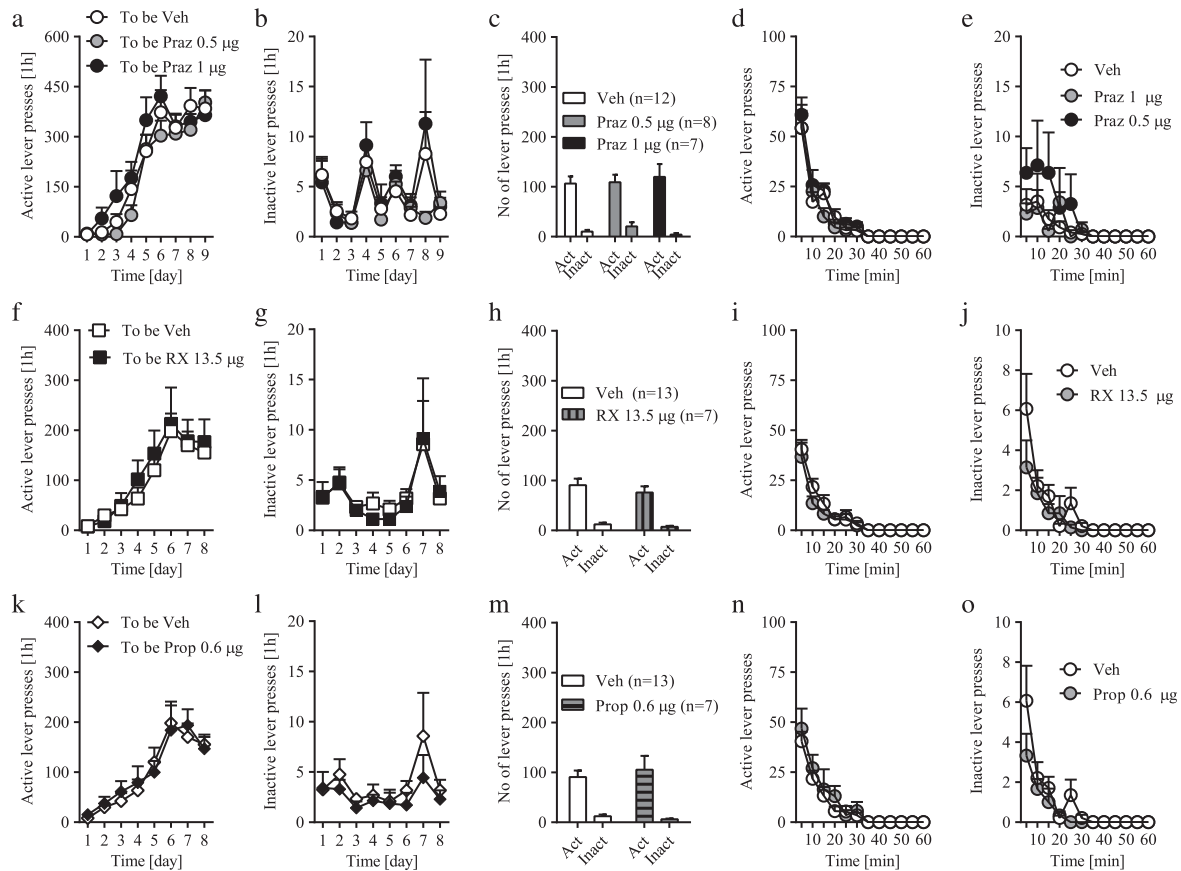 a
To be Veh
To be Praz 0.5 µg
To be Praz 1 µg
Active lever presses [1h]
600
450
300
150
0
1 2 3 4 5 6 7 8 9
Time [day]
b
Inactive lever presses [1h]
20
15
10
5
0
1 2 3 4 5 6 7 8 9
Time [day]
c
No of lever presses [1h]
400
300
200
100
0
Veh (n=12)
Praz 0.5 µg (n=8)
Praz 1 µg (n=7)
Act Inact Act Inact Act Inact
d
Active lever presses
100
75
50
25
0
10 20 30 40 50 60
Time [min]
e
Inactive lever presses
20
15
10
5
0
Veh
Praz 1 µg
Praz 0.5 µg
10 20 30 40 50 60
Time [min]
f
To be Veh
To be RX 13.5 µg
Active lever presses [1h]
400
300
200
100
0
1 2 3 4 5 6 7 8
Time [day]
g
Inactive lever presses [1h]
20
15
10
5
0
1 2 3 4 5 6 7 8
Time [day]
h
No of lever presses [1h]
400
300
200
100
0
Veh (n=13)
RX 13.5 µg (n=7)
Act Inact Act Inact
i
Active lever presses
100
75
50
25
0
10 20 30 40 50 60
Time [min]
j
Inactive lever presses
10
8
6
4
2
0
Veh
RX 13.5 µg
10 20 30 40 50 60
Time [min]
k
To be Veh
To be Prop 0.6 µg
Active lever presses [1h]
400
300
200
100
0
1 2 3 4 5 6 7 8
Time [day]
l
Inactive lever presses [1h]
20
15
10
5
0
1 2 3 4 5 6 7 8
Time [day]
m
No of lever presses [1h]
400
300
200
100
0
Veh (n=13)
Prop 0.6 µg (n=7)
Act Inact Act Inact
n
Active lever presses
100
75
50
25
0
10 20 30 40 50 60
Time [min]
o
Inactive lever presses
10
8
6
4
2
0
Veh
Prop 0.6 µg
10 20 30 40 50 60
Time [min]